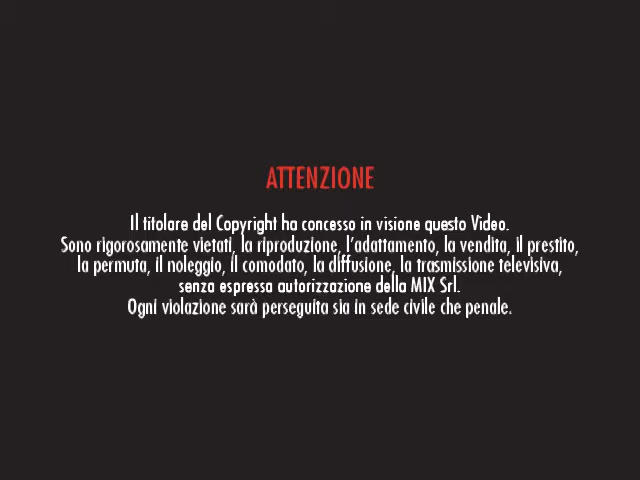 ATTENZIONE
Il titolare del Copyright ha concesso in visione questo Video.
Sono rigorosamente vietati, la riproduzione, l'adattamento, la vendita, il prestito,
la permuta, il noleggio, il comodato, la diffusione, la trasmissione televisiva,
senza espressa autorizzazione della MIX Srl.
Ogni violazione sarà perseguita sia in sede civile che penale.